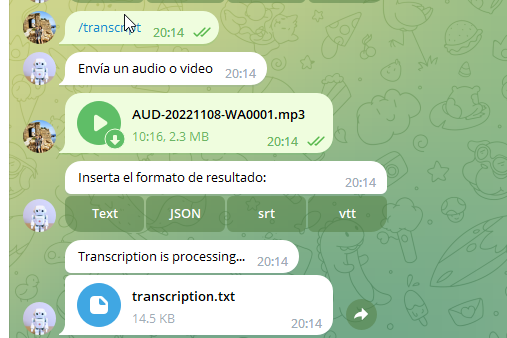 /transcript 20:14
Envía un audio o video 20:14
AUD-20221108-WA0001.mp3
10:16, 2.3 MB 20:14
Inserta el formato de resultado: 20:14
Text JSON srt vtt
Transcription is processing... 20:14
transcription.txt
14.5 KB 20:14